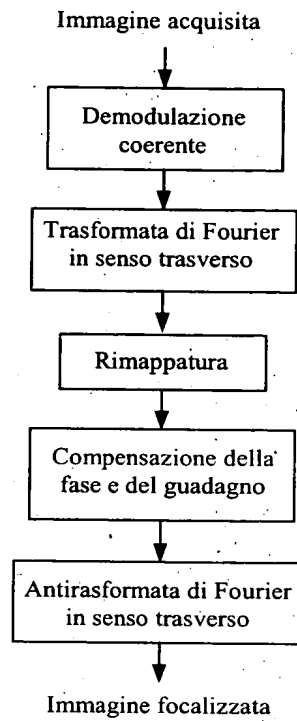 Immagine acquisita
Demodulazione
coerente
Trasformata di Fourier
in senso trasverso
Rimappatura
Compensazione della
fase e del guadagno
Antirasformata di Fourier
in senso trasverso
Immagine focalizzata